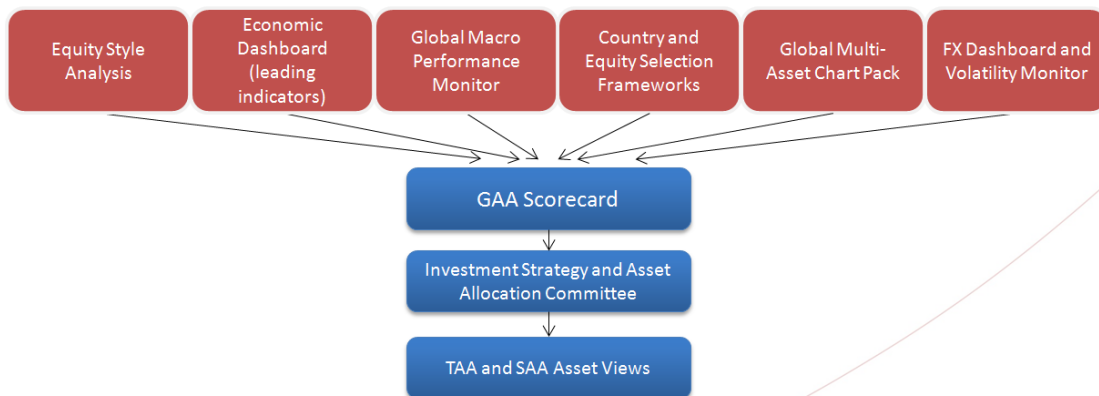 Equity Style
Analysis
Economic
Dashboard
(leading
indicators)
Global Macro
Performance
Monitor
Country and
Equity Selection
Frameworks
Global Multi-
Asset Chart Pack
FX Dashboard and
Volatility Monitor
GAA Scorecard
Investment Strategy and Asset
Allocation Committee
TAA and SAA Asset Views